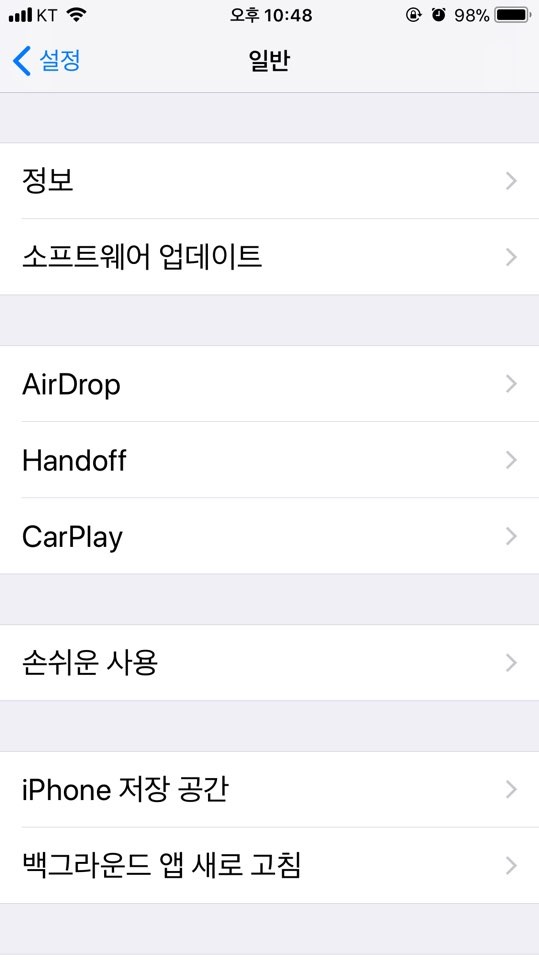 KT 오후 10:48 98%
설정 일반
정보
소프트웨어 업데이트
AirDrop
Handoff
CarPlay
손쉬운 사용
iPhone 저장 공간
백그라운드 앱 새로 고침